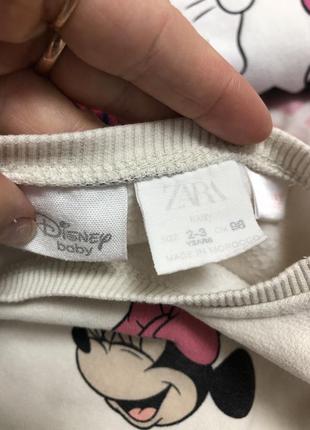 Disney
baby
ZARA
BABY
SIZE 2-3 YEARS CM 98
MADE IN MOROCCO